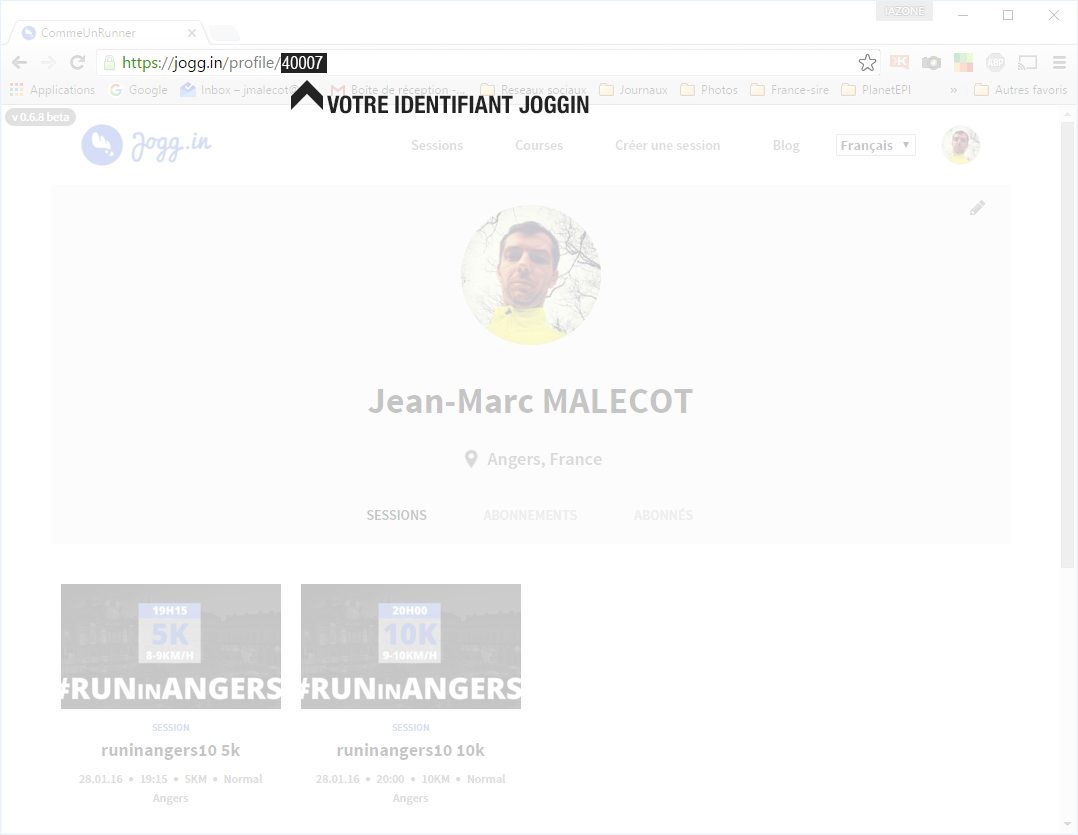 IAZONE
CommeUnRunner
https://jogg.in/profile/40007
Applications Google Inbox – jmalecot@ Boîte de réception -... Reseaux sociaux Journaux Photos France-sire PlanetEPI » Autres favoris
VOTRE IDENTIFIANT JOGGIN
v 0.6.8 beta
Jogg.in Sessions Courses Créer une session Blog Français
Jean-Marc MALECOT
Angers, France
SESSIONS ABONNEMENTS ABONNÉS
19H15
5K
8-9KM/H
#RUNINANGERS
SESSION
runinangers10 5k
28.01.16 • 19:15 • 5KM • Normal
Angers
20H00
10K
9-10KM/H
#RUNINANGERS
SESSION
runinangers10 10k
28.01.16 • 20:00 • 10KM • Normal
Angers